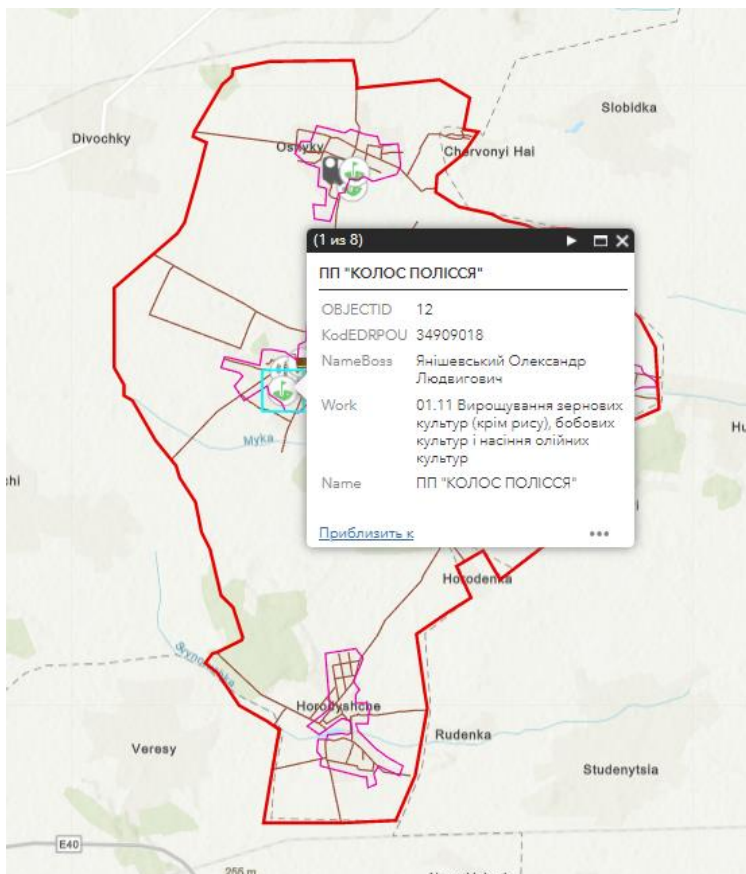 Slobidka
Divochky
Chervonyi Hai
(1 из 8)
ПП "КОЛОС ПОЛІССЯ"
OBJECTID 12
KodEDRPOU 34909018
NameBoss Янішевський Олександр
Людвигович
Work 01.11 Вирощування зернових
культур (крім рису), бобових
культур і насіння олійних
культур
Name ПП "КОЛОС ПОЛІССЯ"
Приблизить к
Myka
Horodenka
Horobyshche
Rudenka
Veresy
Studenytsia
E40
255 m